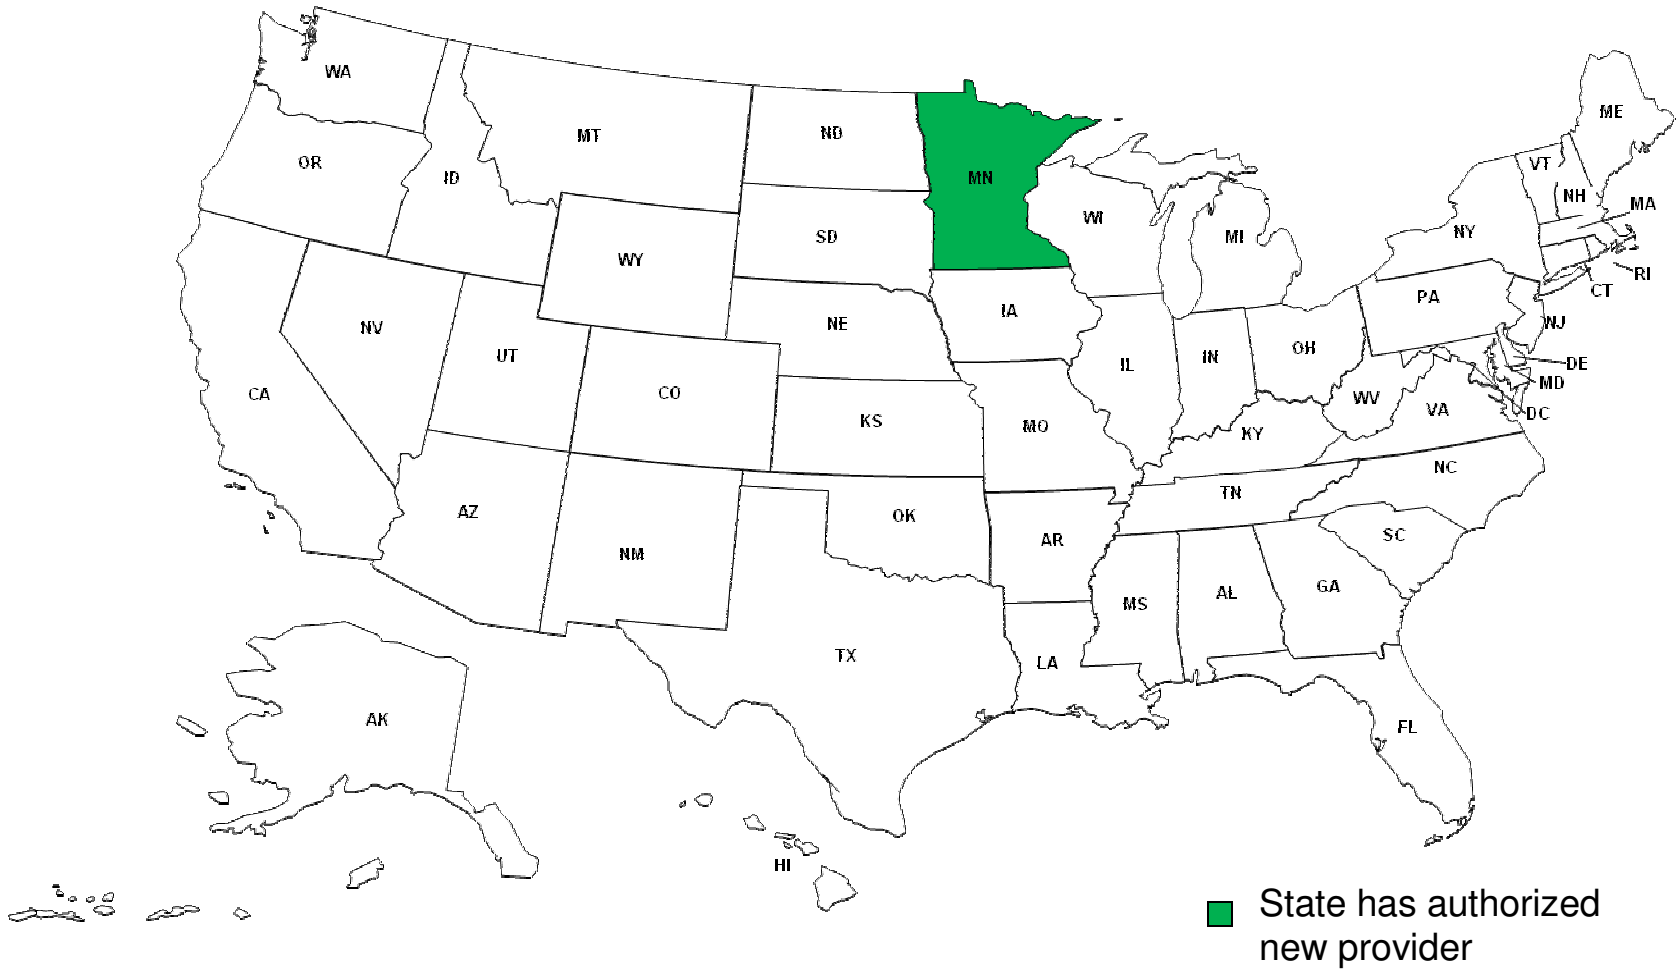 WA
MT
ND
MN
ME
OR
ID
VT
NH
MA
WI
MI
NY
SD
WY
RI
CT
PA
IA
NE
NV
NJ
UT
OH
IN
IL
DE
MD
CO
CA
WV
VA
DC
KS
MO
KY
NC
TN
AZ
OK
AR
SC
NM
MS
AL
GA
TX
LA
AK
FL
HI
State has authorized
new provider